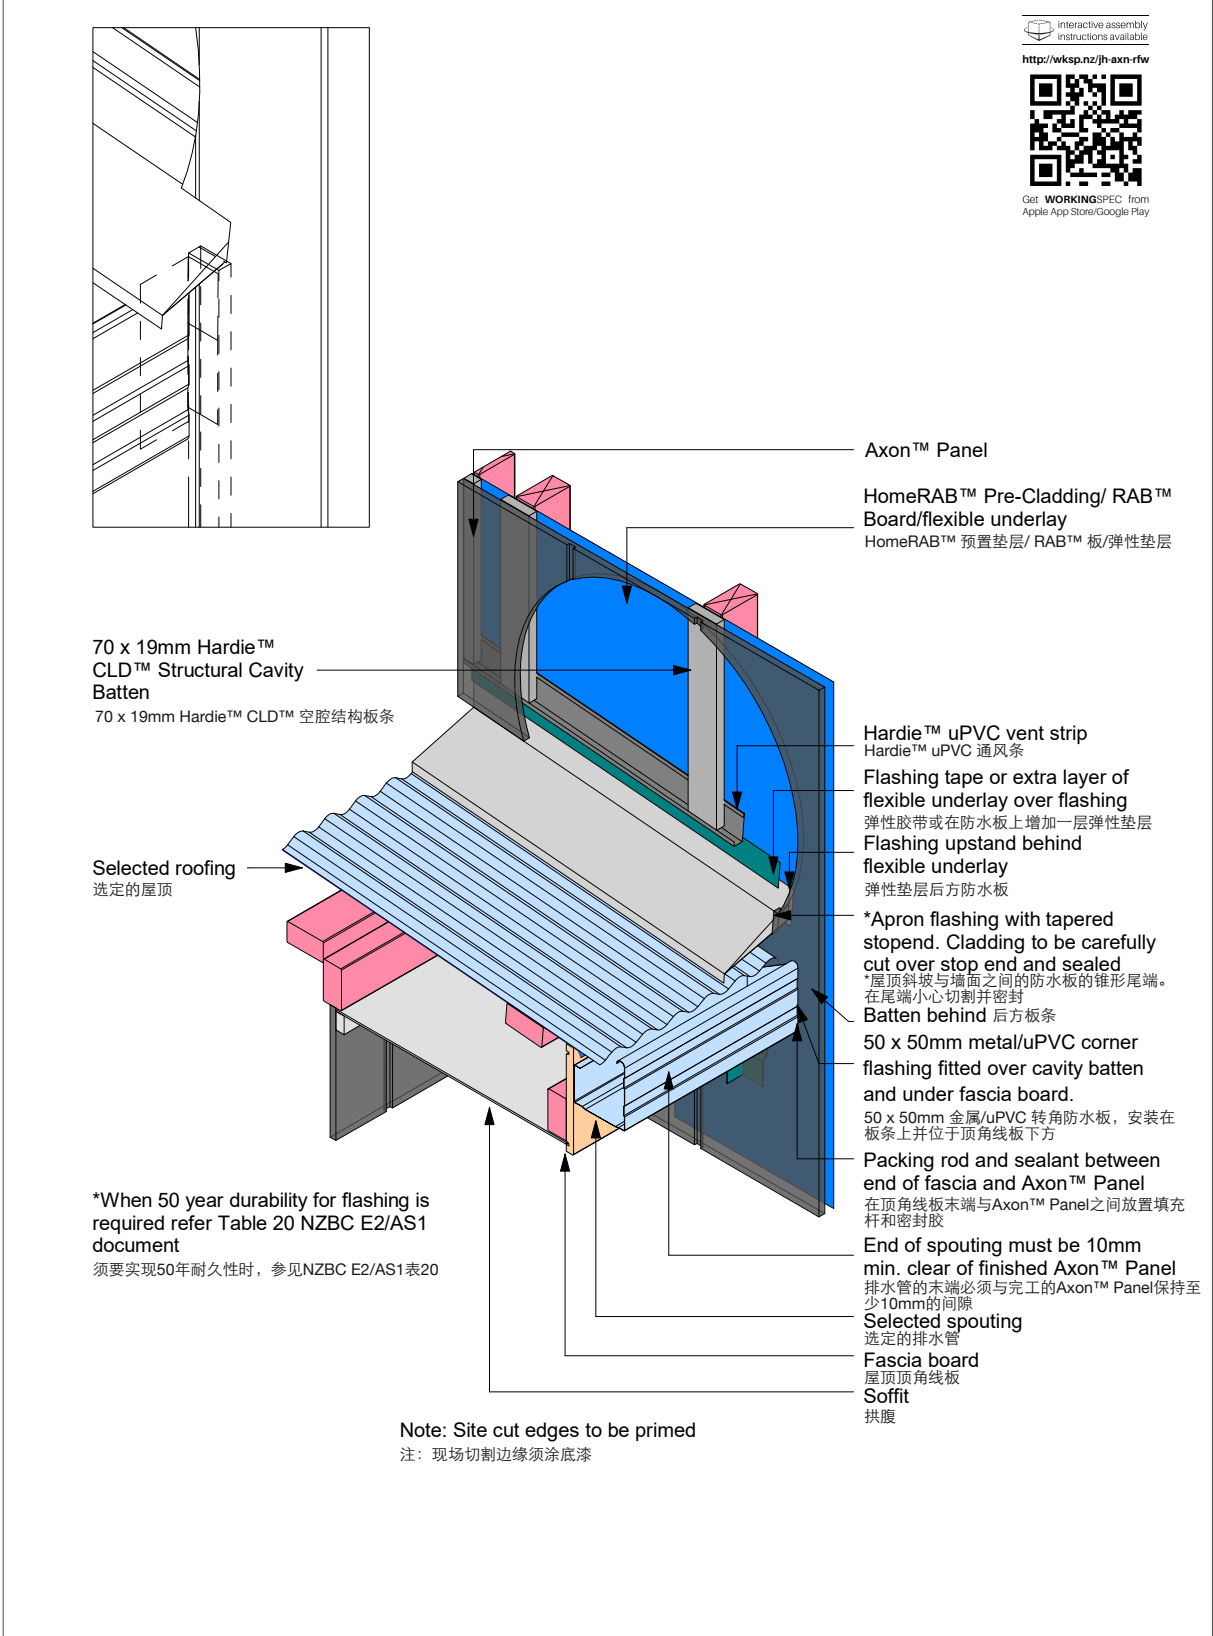 interactive assembly
instructions available
http://wksp.nz/jh-axn-rfw
Get WORKINGSPEC from
Apple App Store/Google Play
Axon™ Panel
HomeRAB™ Pre-Cladding/ RAB™
Board/flexible underlay
HomeRAB™ 预置垫层/ RAB™ 板/弹性垫层
70 x 19mm Hardie™
CLD™ Structural Cavity
Batten
70 x 19mm Hardie™ CLD™ 空腔结构板条
Hardie™ uPVC vent strip
Hardie™ uPVC 通风条
Flashing tape or extra layer of
flexible underlay over flashing
弹性胶带或在防水板上增加一层弹性垫层
Flashing upstand behind
flexible underlay
弹性垫层后方防水板
Selected roofing
选定的屋顶
*Apron flashing with tapered
stopend. Cladding to be carefully
cut over stop end and sealed
*屋顶斜坡与墙面之间的防水板的锥形尾端。
在尾端小心切割并密封
Batten behind 后方板条
50 x 50mm metal/uPVC corner
flashing fitted over cavity batten
and under fascia board.
50 x 50mm 金属/uPVC 转角防水板，安装在
板条上并位于顶角线板下方
Packing rod and sealant between
end of fascia and Axon™ Panel
在顶角线板末端与Axon™ Panel之间放置填充
杆和密封胶
*When 50 year durability for flashing is
required refer Table 20 NZBC E2/AS1
document
须要实现50年耐久性时，参见NZBC E2/AS1表20
End of spouting must be 10mm
min. clear of finished Axon™ Panel
排水管的末端必须与完工的Axon™ Panel保持至
少10mm的间隙
Selected spouting
选定的排水管
Fascia board
屋顶顶角线板
Soffit
拱腹
Note: Site cut edges to be primed
注：现场切割边缘须涂底漆